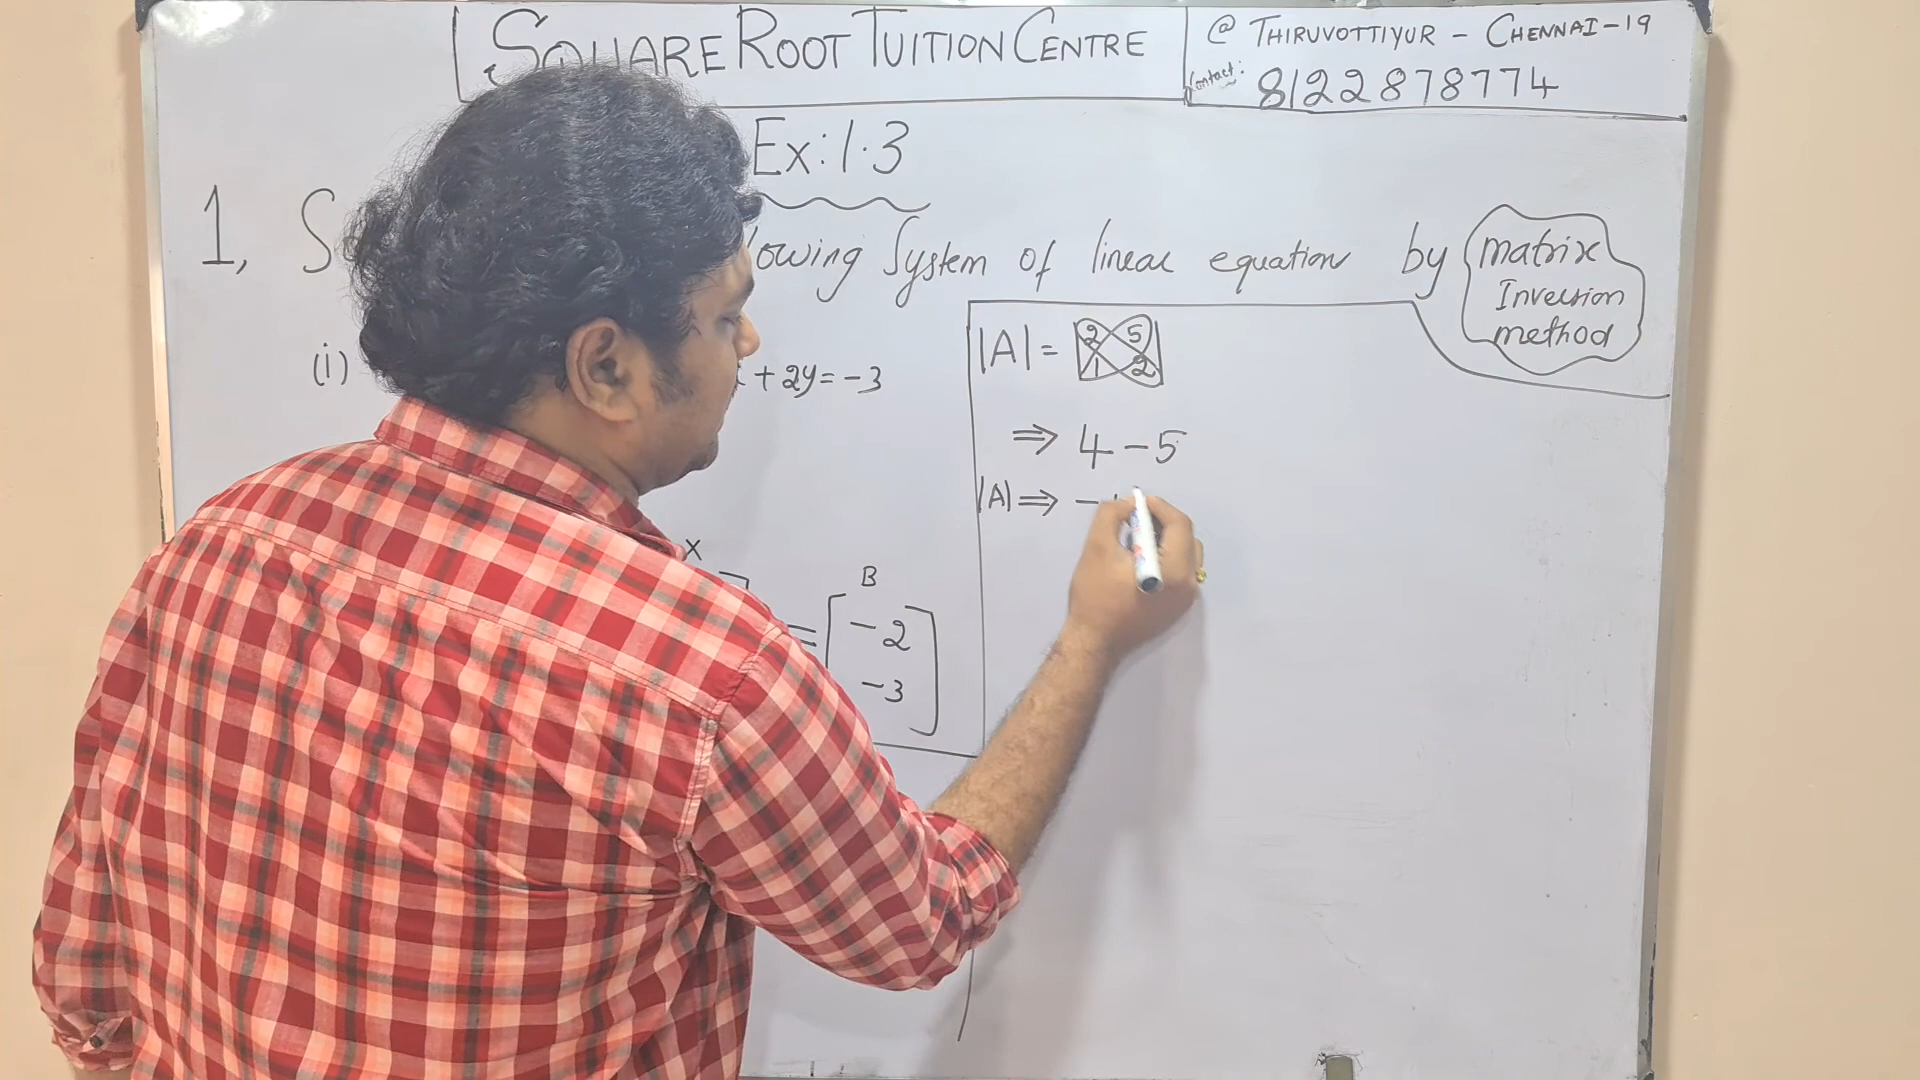 SQUARE ROOT TUITION CENTRE
@ THIRUVOTTIYUR - CHENNAI-19
Contact:
8122878774
Ex: 1.3
1, S lowing System of linear equation by
matrix
Inversion
method
(i) + 2y = -3
|A| = |2 5|
|1 2|
⇒ 4 - 5
|A| ⇒ -
X
B
= [-2
-3]